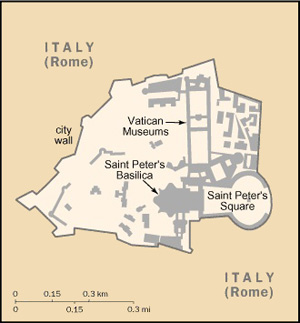 ITALY
(Rome)
Vatican
Museums
city
wall
Saint Peter's
Basilica
Saint Peter's
Square
ITALY
(Rome)
0 0.15 0.3 km
0 0.15 0.3 mi